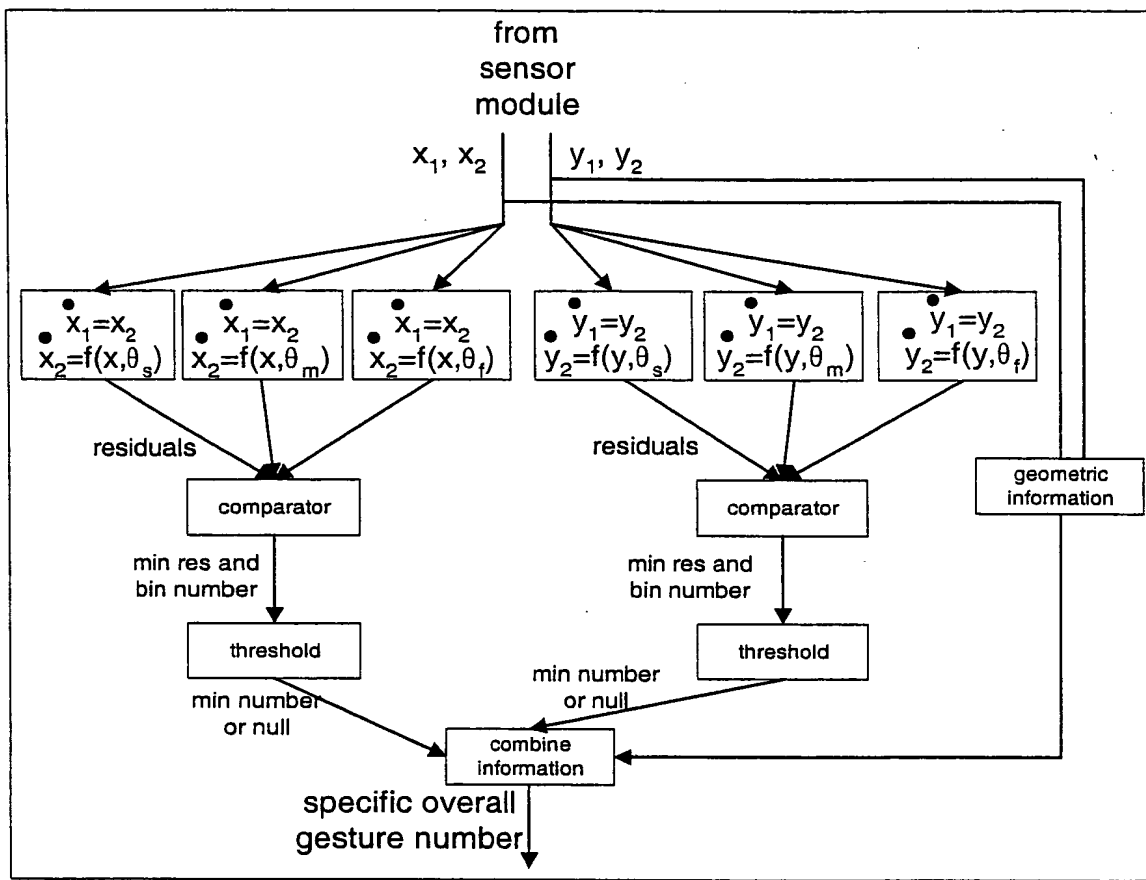 from
sensor
module
x₁, x₂ y₁, y₂
ẋ₁=x₂
ẋ₂=f(x,θₛ)
ẋ₁=x₂
ẋ₂=f(x,θₘ)
ẋ₁=x₂
ẋ₂=f(x,θ_f)
ẏ₁=y₂
ẏ₂=f(y,θₛ)
ẏ₁=y₂
ẏ₂=f(y,θₘ)
ẏ₁=y₂
ẏ₂=f(y,θ_f)
residuals
residuals
geometric
information
comparator
comparator
min res and
bin number
min res and
bin number
threshold
threshold
min number
or null
min number
or null
combine
information
specific overall
gesture number